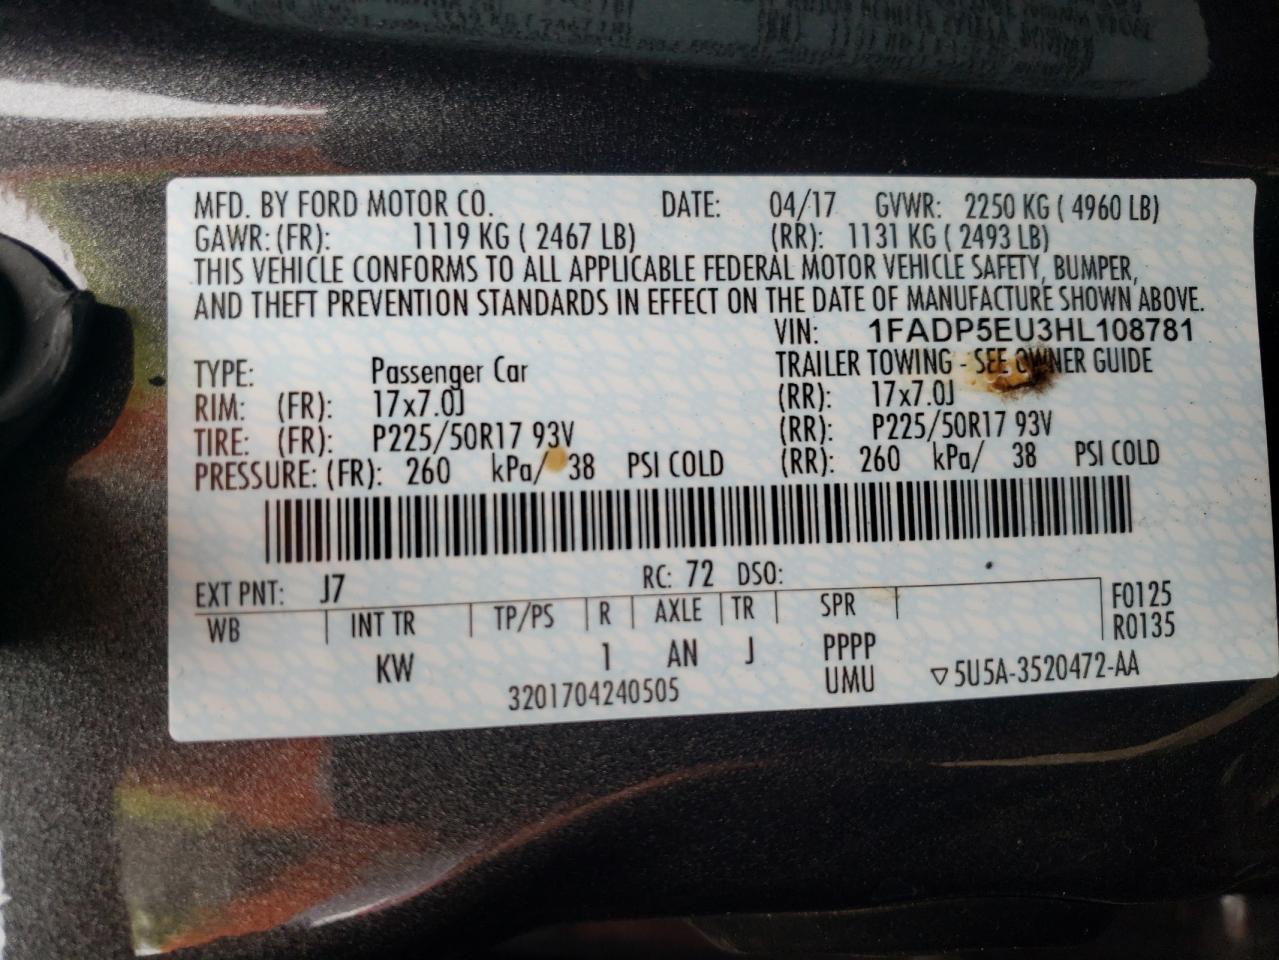 MFD. BY FORD MOTOR CO. DATE: 04/17 GVWR: 2250 KG ( 4960 LB)
GAWR: (FR): 1119 KG ( 2467 LB) (RR): 1131 KG ( 2493 LB)
THIS VEHICLE CONFORMS TO ALL APPLICABLE FEDERAL MOTOR VEHICLE SAFETY, BUMPER,
AND THEFT PREVENTION STANDARDS IN EFFECT ON THE DATE OF MANUFACTURE SHOWN ABOVE.
VIN: 1FADP5EU3HL108781
TYPE: Passenger Car TRAILER TOWING - SEE OWNER GUIDE
RIM: (FR): 17x7.0J (RR): 17x7.0J
TIRE: (FR): P225/50R17 93V (RR): P225/50R17 93V
PRESSURE: (FR): 260 kPa/ 38 PSI COLD (RR): 260 kPa/ 38 PSI COLD
EXT PNT: J7 RC: 72 DSO:
WB INT TR TP/PS R AXLE TR SPR F0125
R0135
KW 1 AN J PPPP
3201704240505 UMU ▽5U5A-3520472-AA